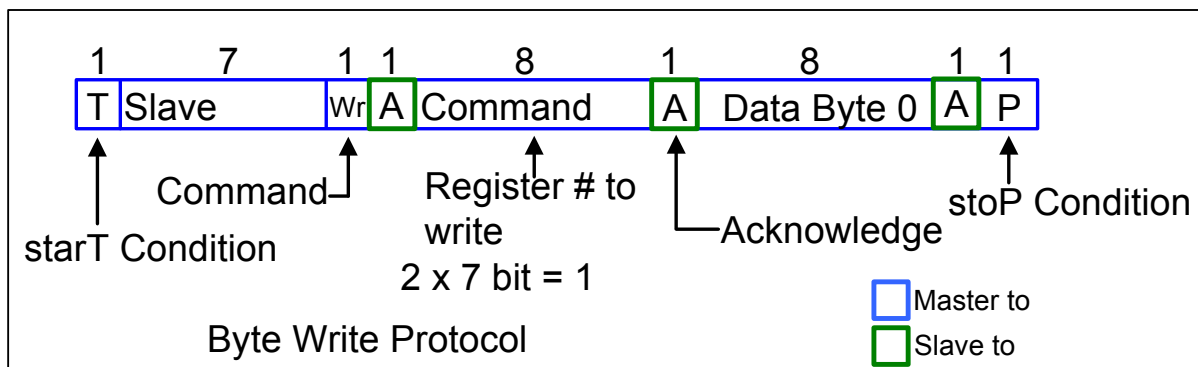 1 7 1 1 8 1 8 1 1
T Slave Wr A Command A Data Byte 0 A P
Command
Register # to
write
2 x 7 bit = 1
starT Condition
Acknowledge
stoP Condition
Byte Write Protocol
Master to
Slave to